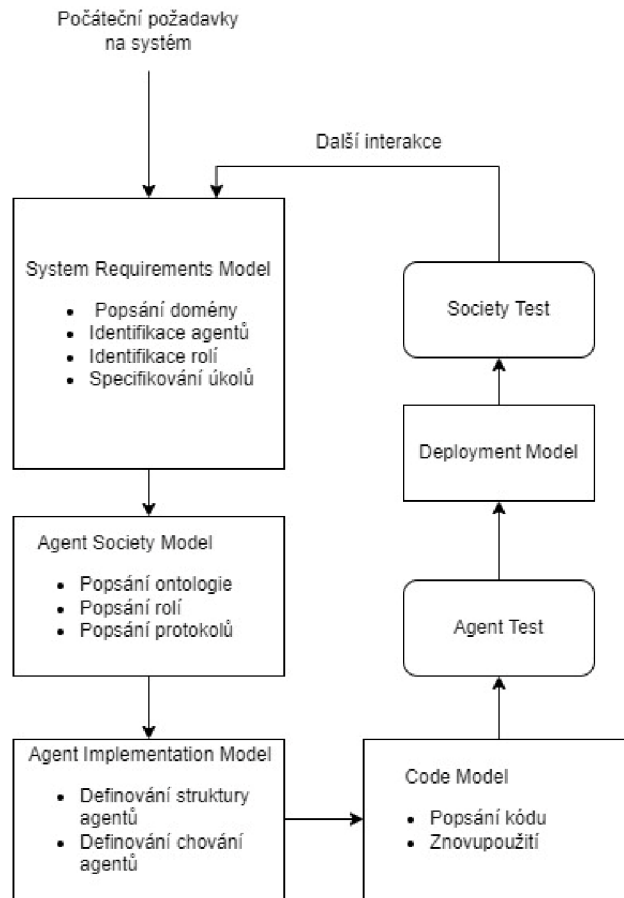 Počáteční požadavky
na systém
Další interakce
System Requirements Model
Popsání domény
Identifikace agentů
Identifikace rolí
Specifikování úkolů
Society Test
Deployment Model
Agent Society Model
Popsání ontologie
Popsání rolí
Popsání protokolů
Agent Test
Agent Implementation Model
Definování struktury
agentů
Definování chování
agentů
Code Model
Popsání kódu
Znovupoužití